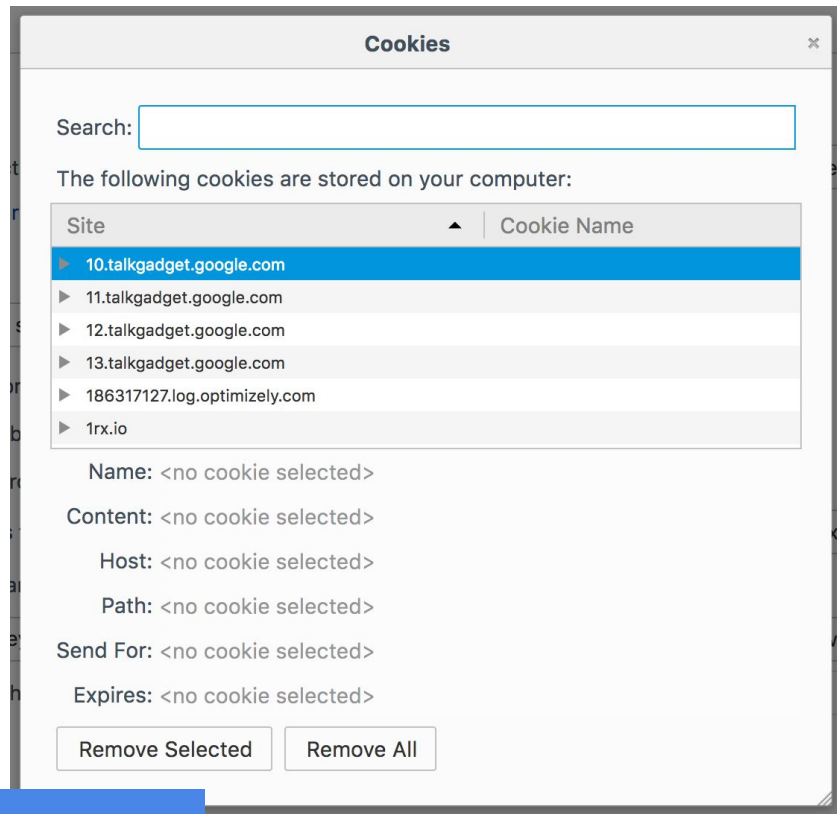 Cookies
Search:
The following cookies are stored on your computer:
Site Cookie Name
10.talkgadget.google.com
11.talkgadget.google.com
12.talkgadget.google.com
13.talkgadget.google.com
186317127.log.optimizely.com
1rx.io
Name: <no cookie selected>
Content: <no cookie selected>
Host: <no cookie selected>
Path: <no cookie selected>
Send For: <no cookie selected>
Expires: <no cookie selected>
Remove Selected Remove All